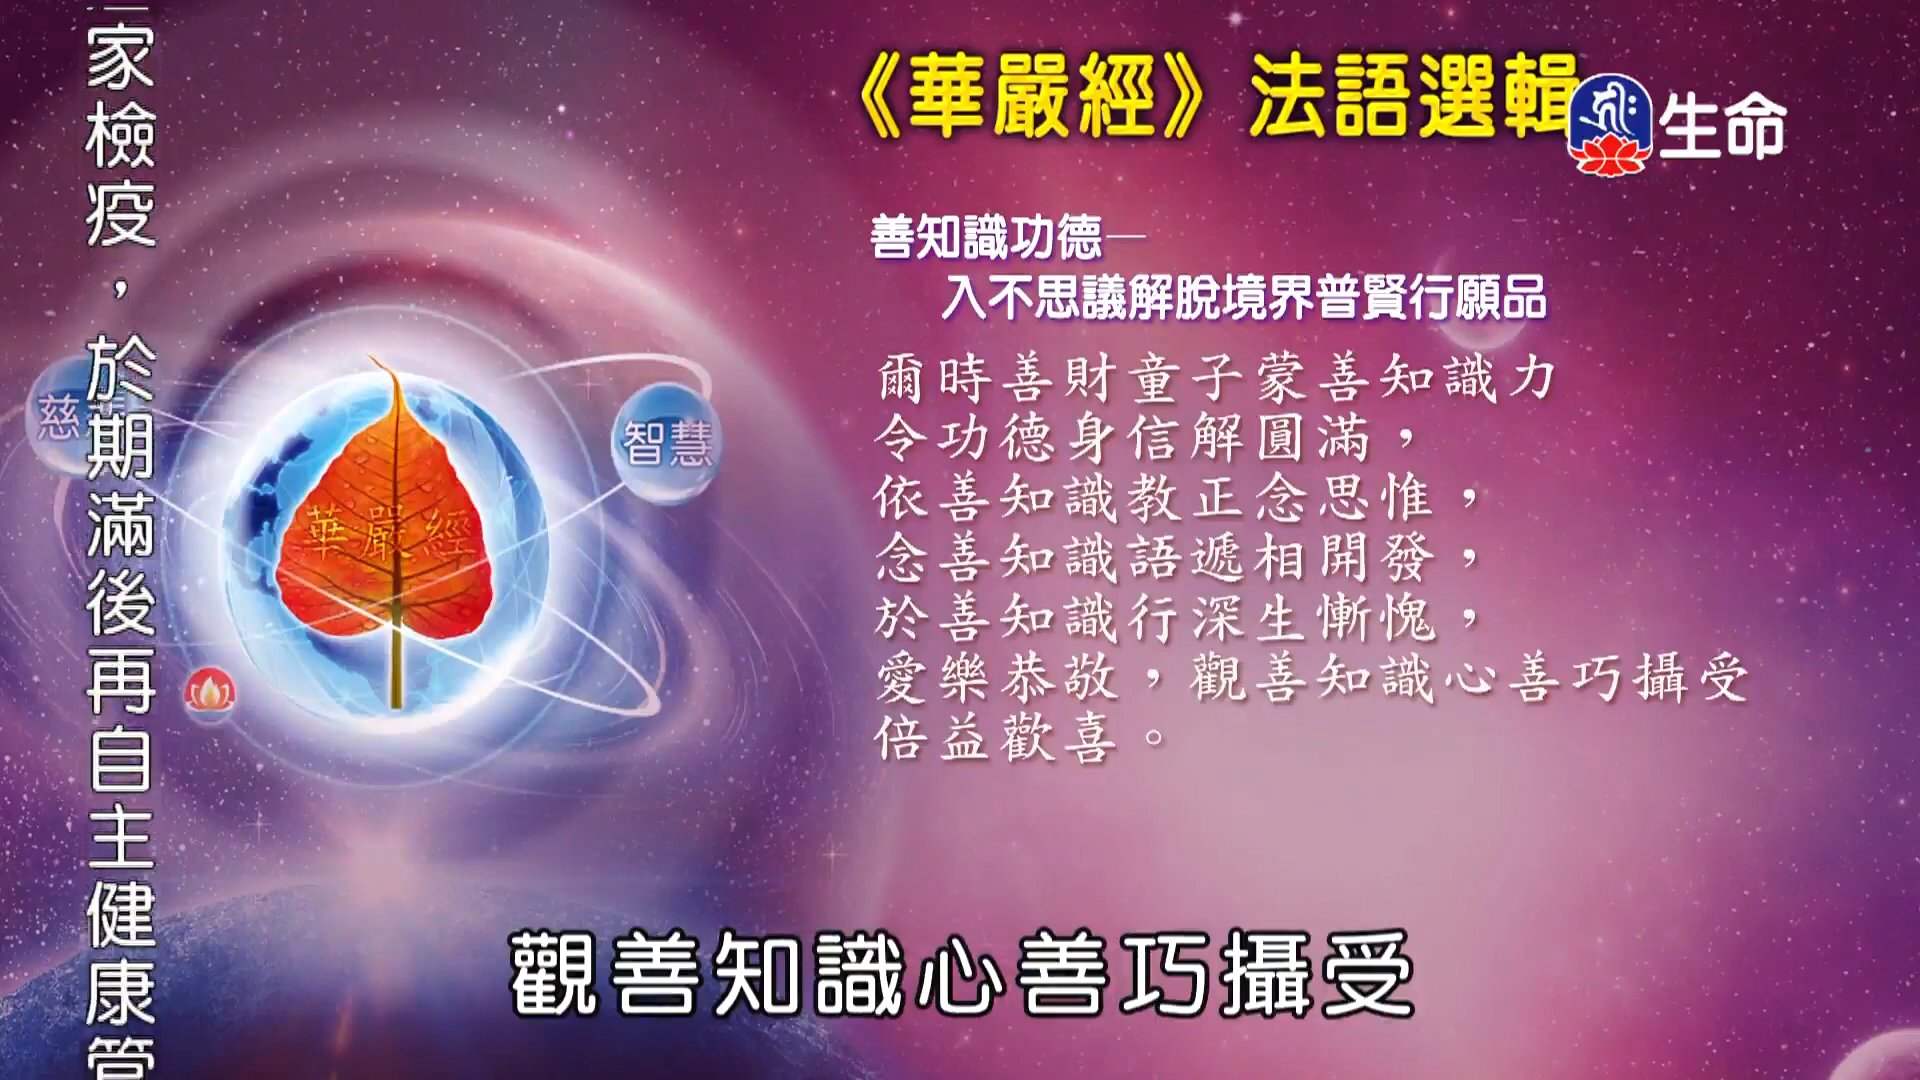 《華嚴經》法語選輯
生命
善知識功德—
入不思議解脫境界普賢行願品
爾時善財童子蒙善知識力
令功德身信解圓滿，
依善知識教正念思惟，
念善知識語遞相開發，
於善知識行深生慚愧，
愛樂恭敬，觀善知識心善巧攝受
倍益歡喜。
家檢疫，於期滿後再自主健康管
慈
智慧
華嚴經
觀善知識心善巧攝受